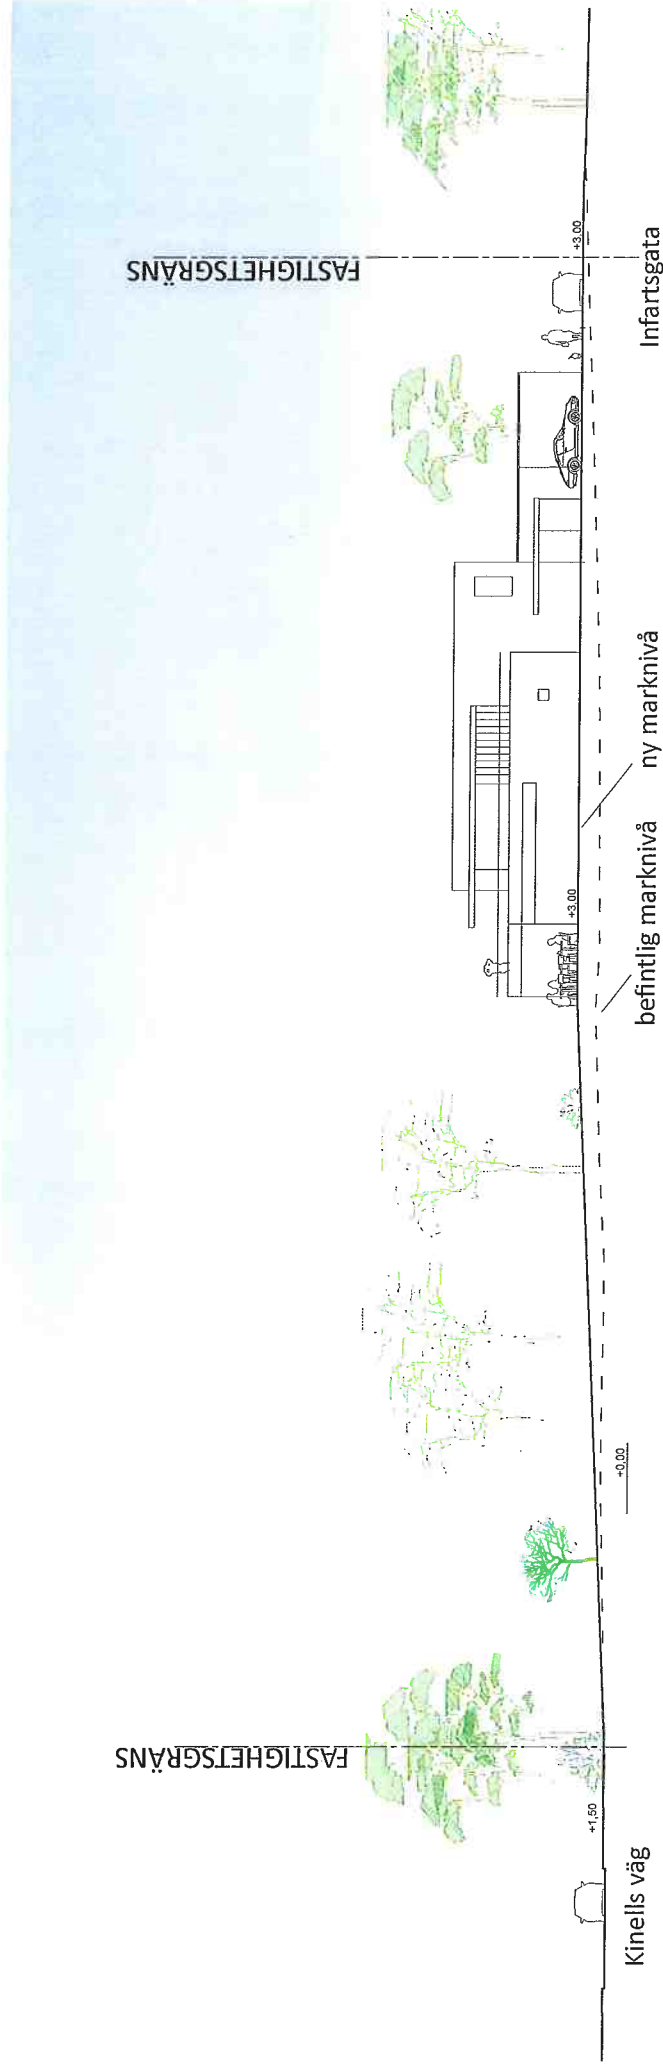 FASTIGHETSGRÄNS
FASTIGHETSGRÄNS
+1,50
+0,00
+3,00
+3,00
Kinells väg
befintlig marknivå
ny marknivå
Infartsgata